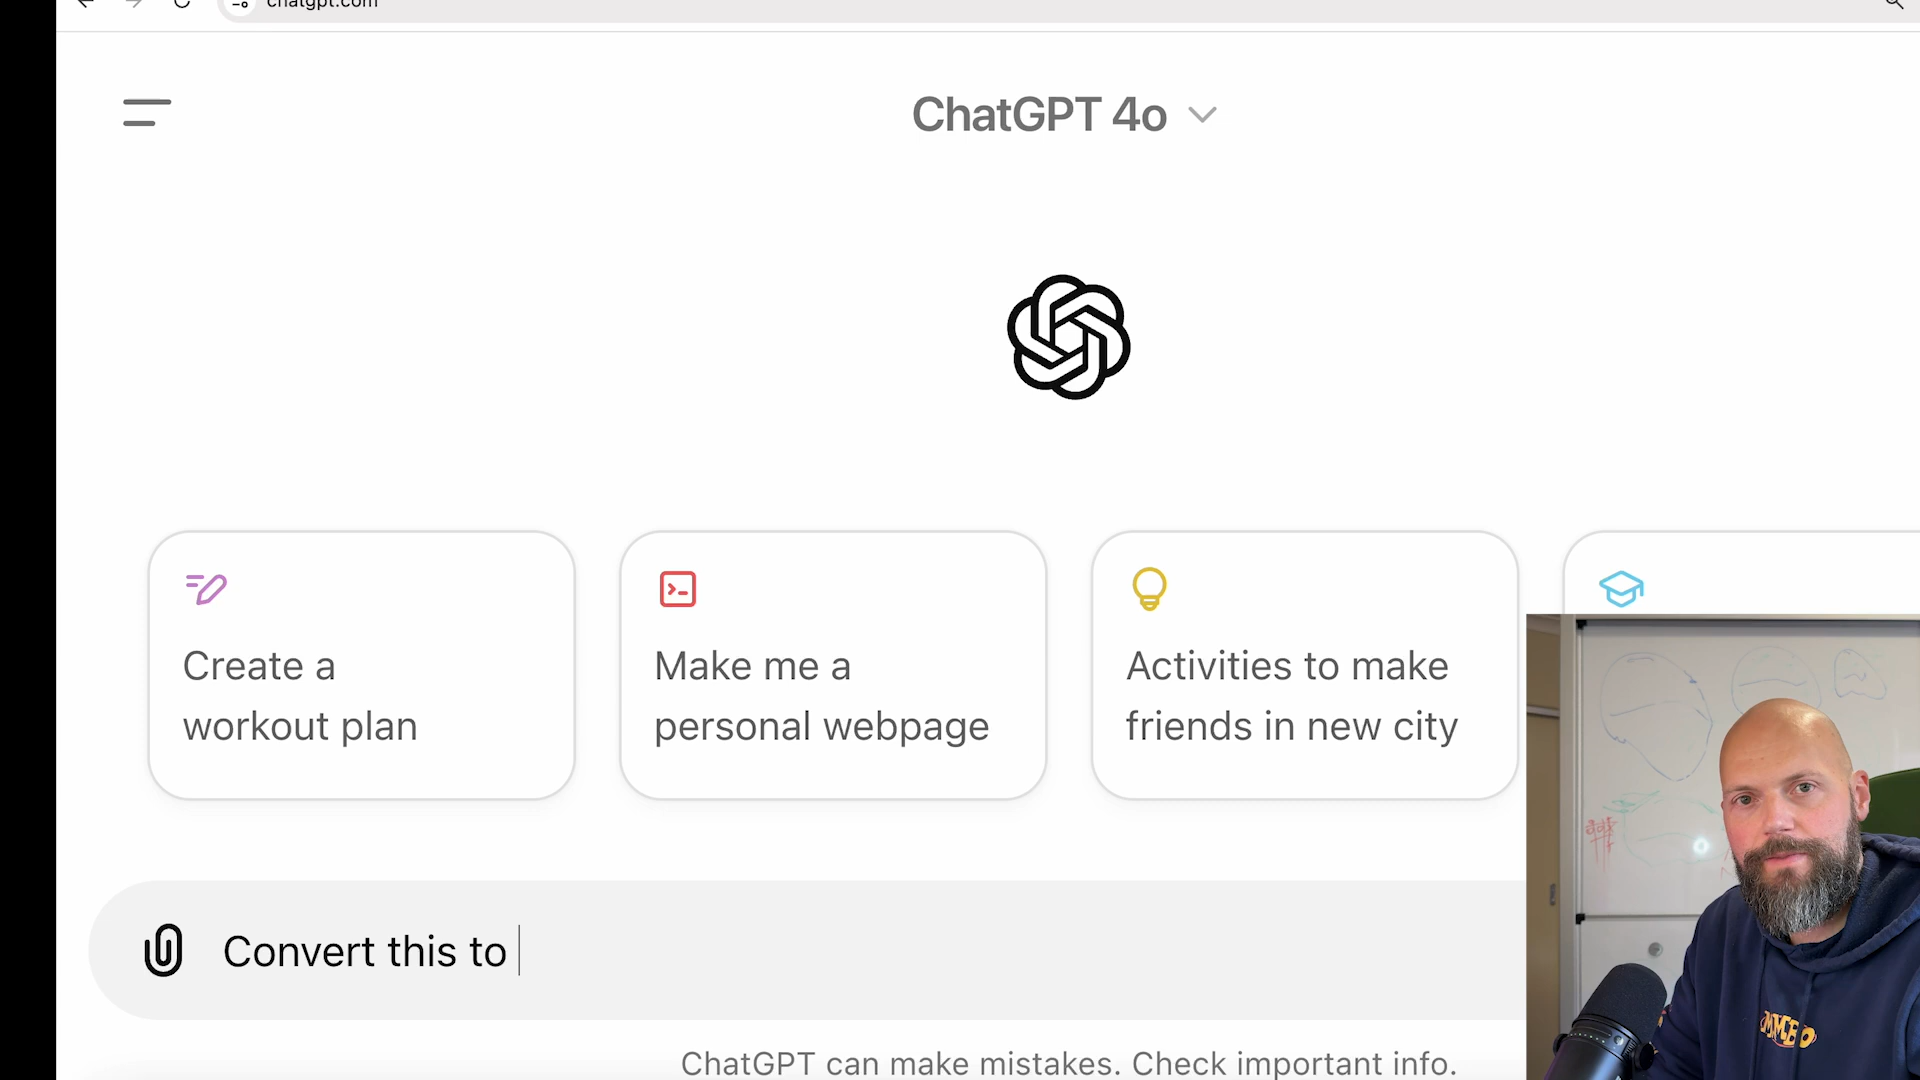 chatgpt.com
ChatGPT 4o
Create a
workout plan
Make me a
personal webpage
Activities to make
friends in new city
Convert this to
ChatGPT can make mistakes. Check important info.